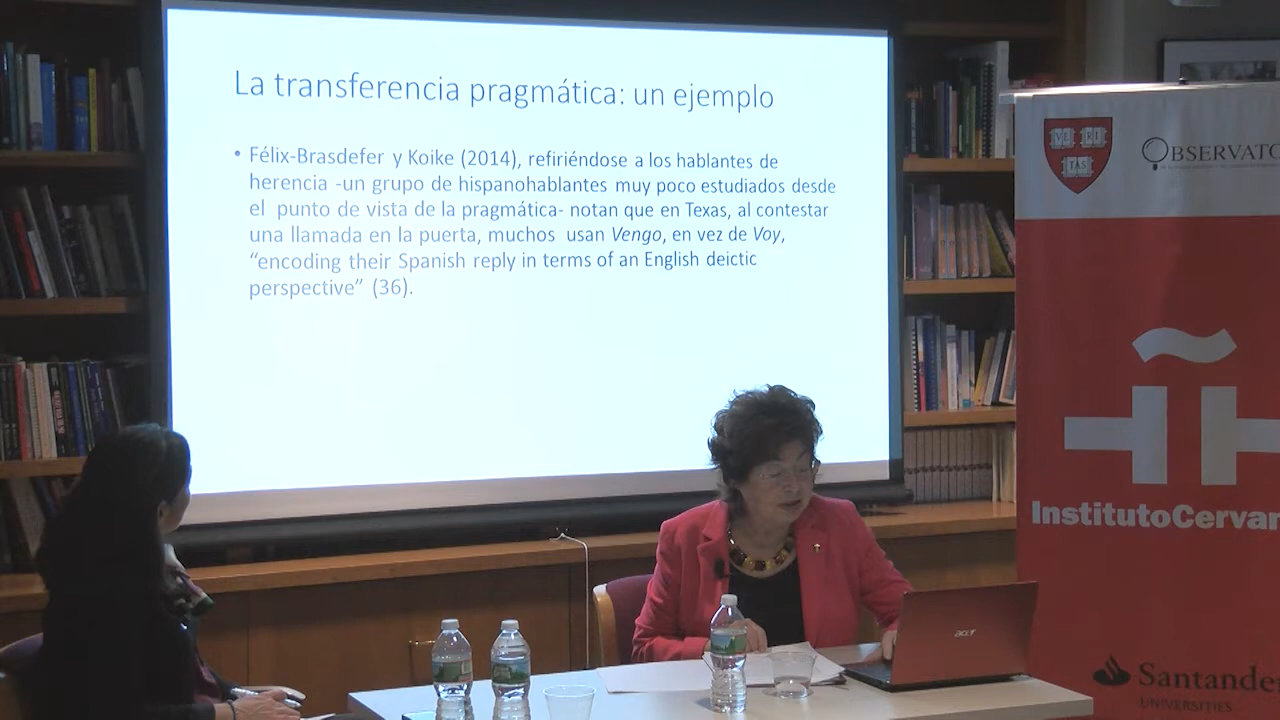 La transferencia pragmática: un ejemplo
• Félix-Brasdefer y Koike (2014), refiriéndose a los hablantes de
herencia -un grupo de hispanohablantes muy poco estudiados desde
el punto de vista de la pragmática- notan que en Texas, al contestar
una llamada en la puerta, muchos usan Vengo, en vez de Voy,
“encoding their Spanish reply in terms of an English deictic
perspective” (36).
VE RI
TAS
OBSERVATO
InstitutoCervan
acer
Santander
UNIVERSITIES